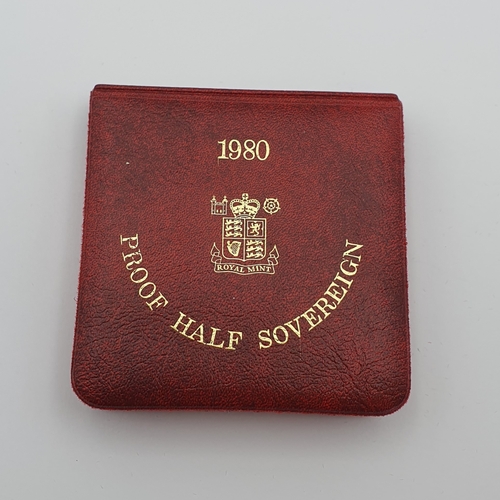 1980
ROYAL MINT
PROOF HALF SOVEREIGN